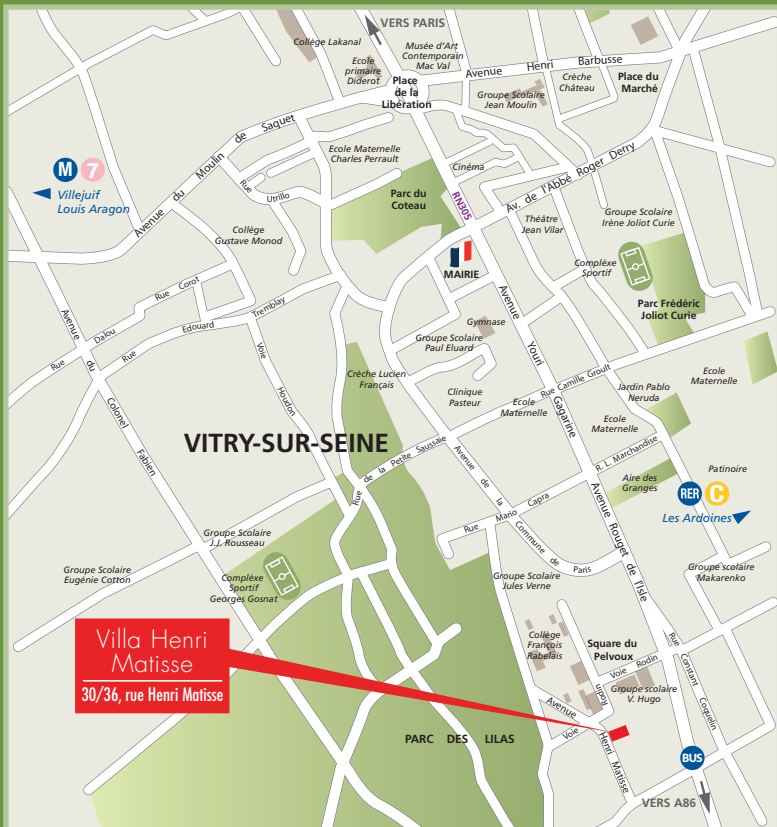 VERS PARIS
Collège Lakanal
Musée d'Art
Contemporain
Mac Val
Ecole
primaire
Diderot
Place
de la
Libération
Avenue Henri Barbusse
Crèche
Château
Place du
Marché
Groupe Scolaire
Jean Moulin
Avenue du Moulin de Saquet
Ecole Maternelle
Charles Perrault
Cinéma
M 7
Villejuif
Louis Aragon
Rue Utrillo
Parc du
Coteau
RN305
Av. de l'Abbé Roger Derry
Théâtre
Jean Vilar
Groupe Scolaire
Irène Joliot Curie
Collège
Gustave Monod
MAIRIE
Complèxe
Sportif
Parc Frédéric
Joliot Curie
Rue Corot
Rue Dalou
Rue Edouard Tremblay
Avenue du Colonel Fabien
Voie Houdon
Gymnase
Groupe Scolaire
Paul Eluard
Avenue Youri Gagarine
Crèche Lucien
Français
Clinique
Pasteur
Rue Camille Groult
Ecole
Maternelle
Ecole
Maternelle
Jardin Pablo
Neruda
Ecole
Maternelle
VITRY-SUR-SEINE
Rue de la Petite Saussaie
Avenue de la Commune de Paris
R. L. Marchandise
Aire des
Granges
Patinoire
RER C
Les Ardoines
Rue Mario Capra
Avenue Rouget de l'Isle
Groupe Scolaire
J.J. Rousseau
Groupe Scolaire
Eugénie Cotton
Complèxe
Sportif
Georges Gosnat
Groupe Scolaire
Jules Verne
Groupe scolaire
Makarenko
Villa Henri
Matisse
30/36, rue Henri Matisse
Collège
François
Rabelais
Square du
Pelvoux
Voie Rodin
Rodin
Rue Constant Coquelin
Groupe scolaire
V. Hugo
Avenue Henri Matisse
Voie
PARC DES LILAS
BUS
VERS A86